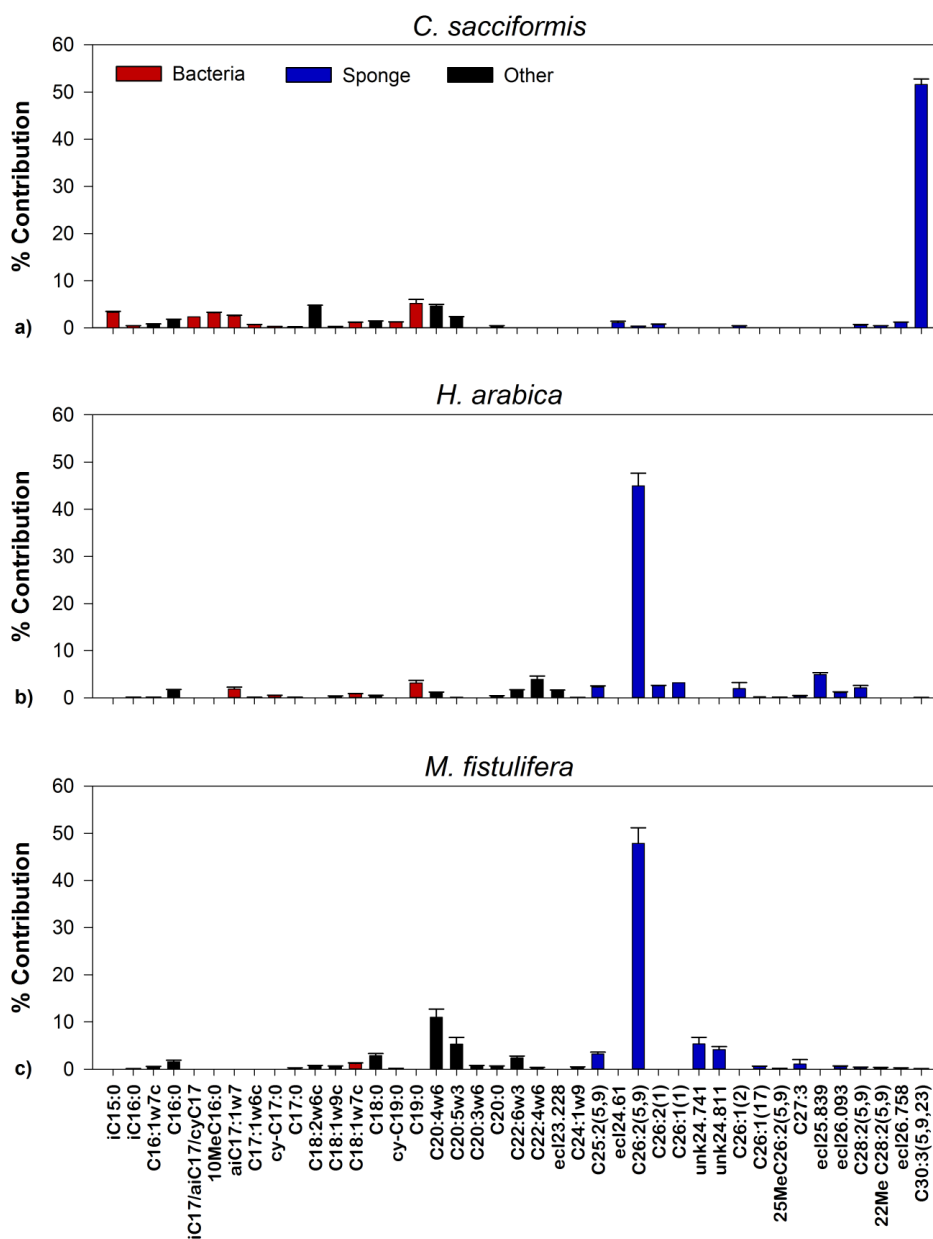 C. sacciformis
60
Bacteria Sponge Other
50
40
30
20
10
0
% Contribution
a)
H. arabica
60
50
40
30
20
10
0
% Contribution
b)
M. fistulifera
60
50
40
30
20
10
0
% Contribution
c)
iC15:0
iC16:0
C16:1w7c
C16:0
iC17/aiC17/cyC17
10MeC16:0
aiC17:1w7
C17:1w6c
cy-C17:0
C17:0
C18:2w6c
C18:1w9c
C18:1w7c
C18:0
cy-C19:0
C19:0
C20:4w6
C20:5w3
C20:3w6
C20:0
C22:6w3
C22:4w6
ecl23.228
C24:1w9
C25:2(5,9)
ecl24.61
C26:2(5,9)
C26:2(1)
C26:1(1)
unk24.741
unk24.811
C26:1(2)
C26:1(17)
25MeC26:2(5,9)
C27:3
ecl25.839
ecl26.093
C28:2(5,9)
22Me C28:2(5,9)
ecl26.758
C30:3(5,9,23)